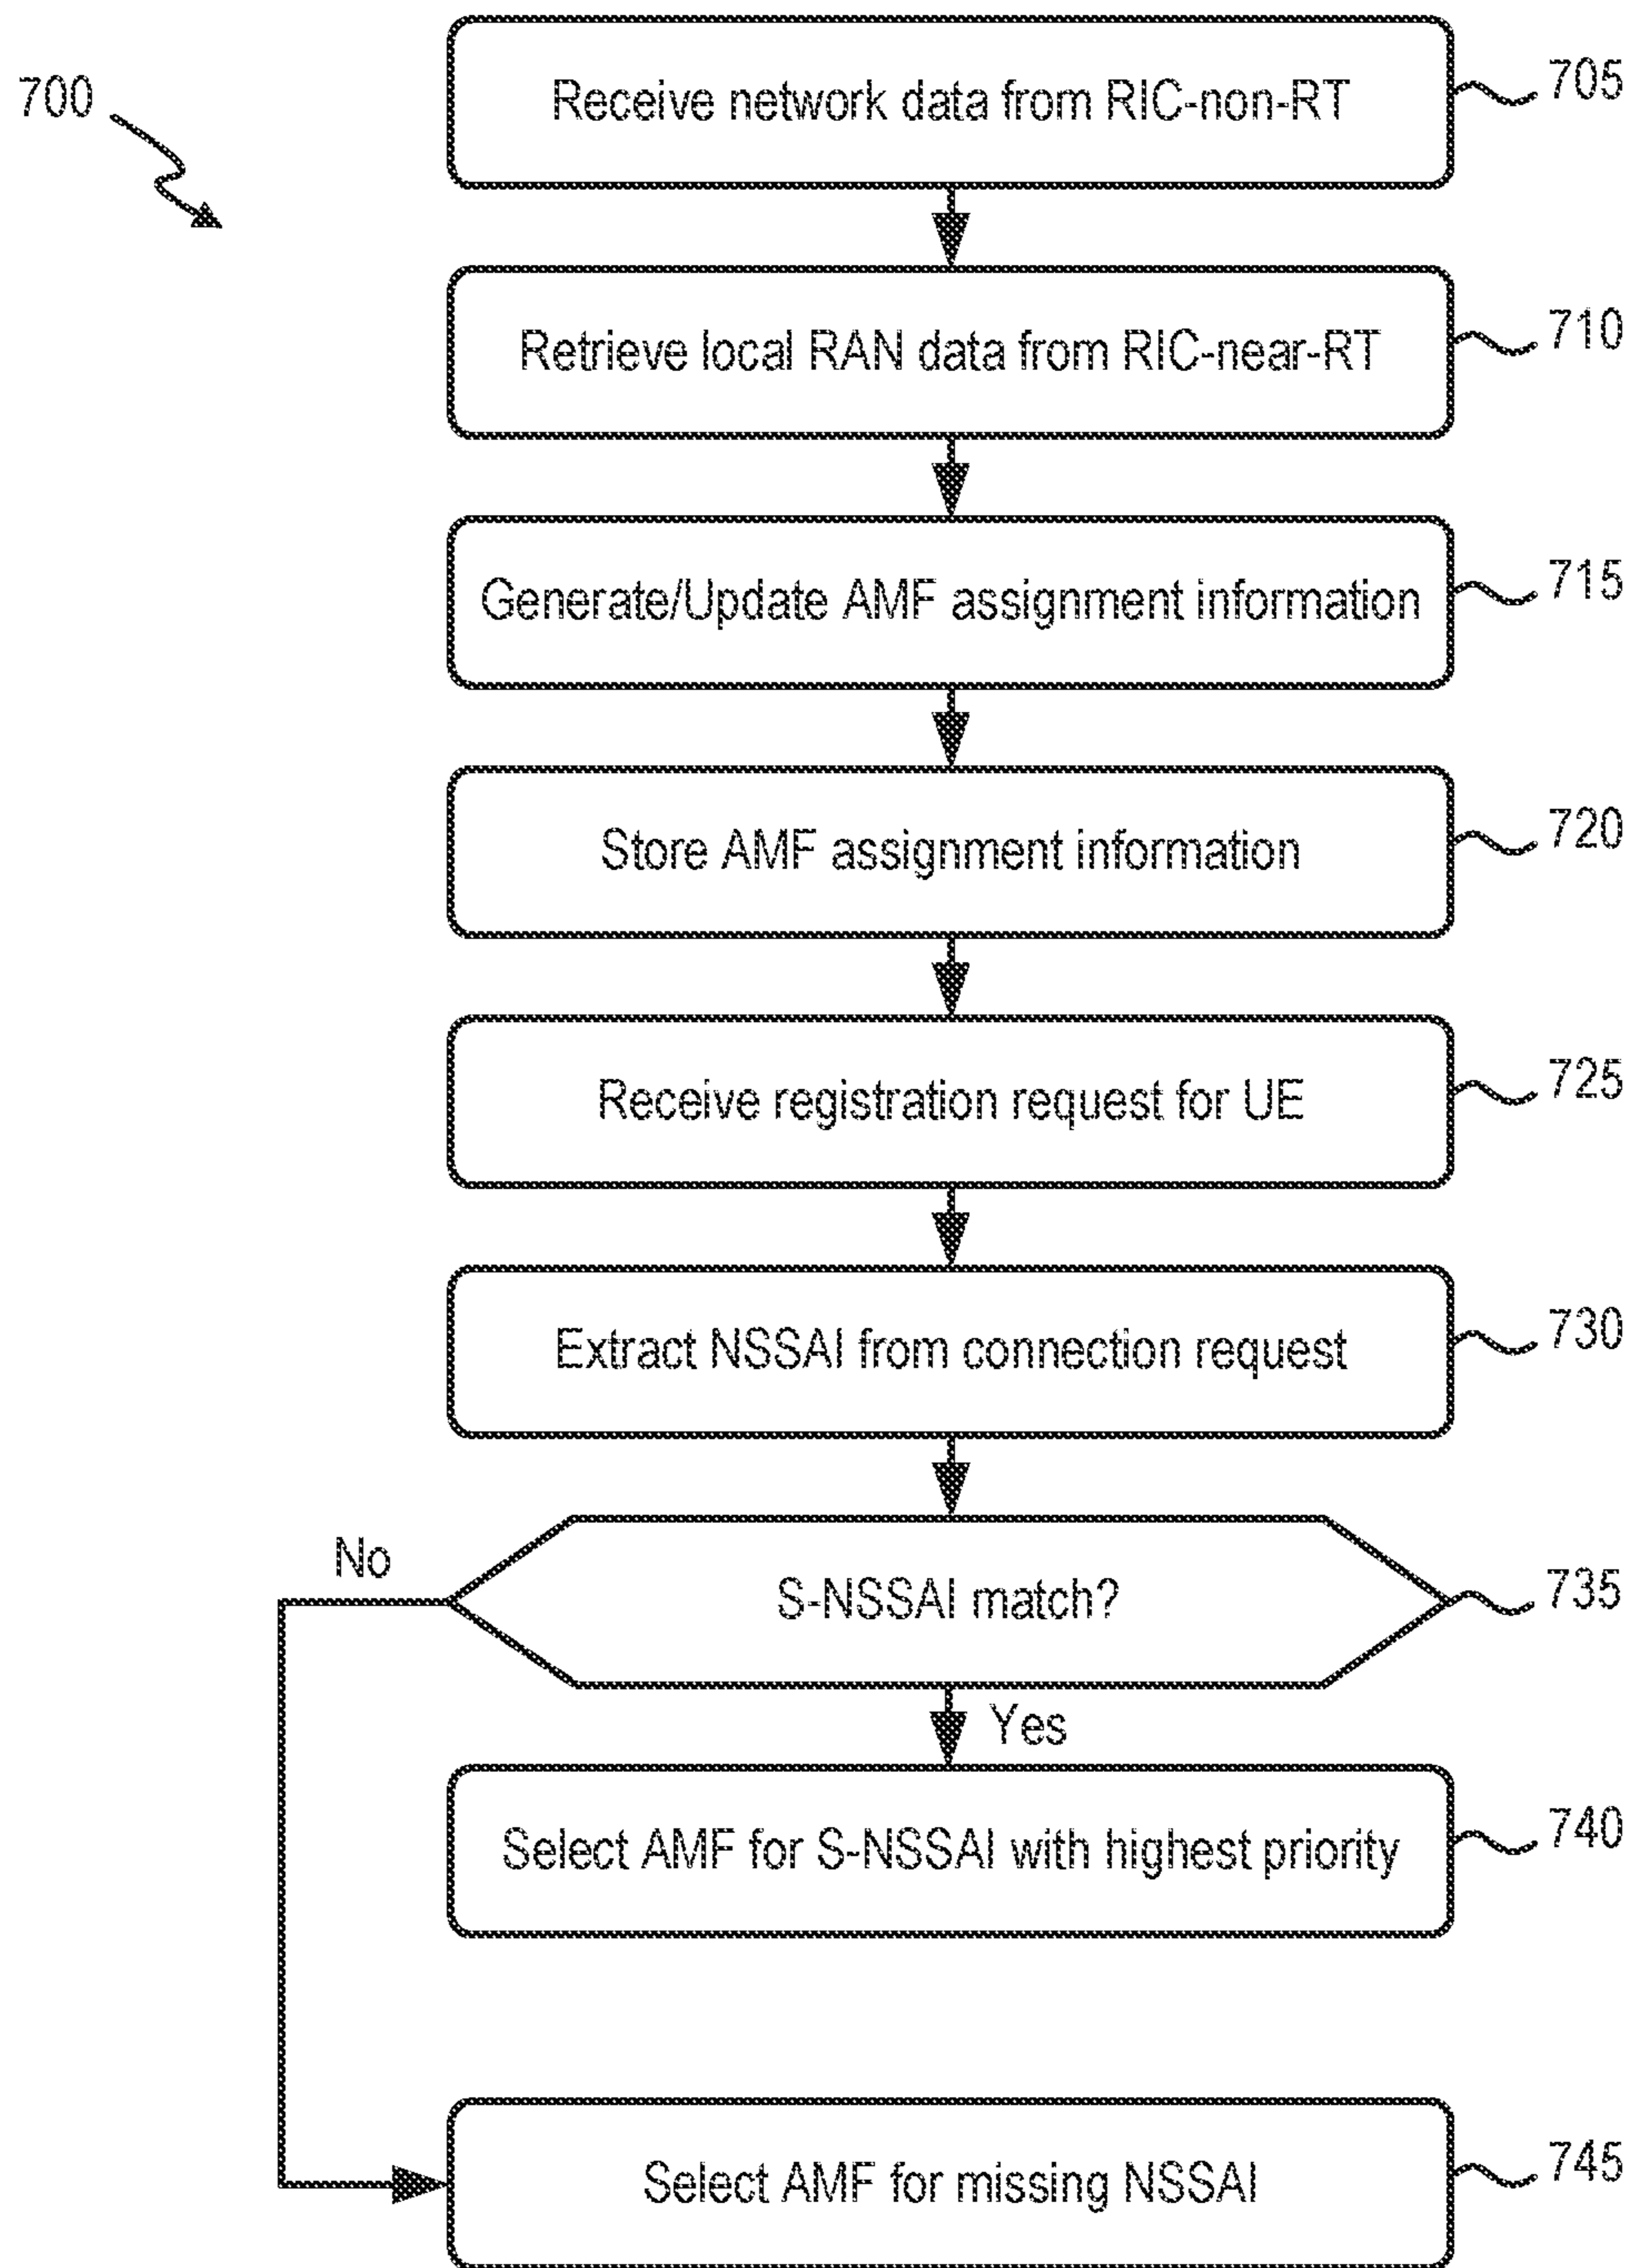 700
Receive network data from RIC-non-RT
705
Retrieve local RAN data from RIC-near-RT
710
Generate/Update AMF assignment information
715
Store AMF assignment information
720
Receive registration request for UE
725
Extract NSSAI from connection request
730
No
S-NSSAI match?
735
Yes
Select AMF for S-NSSAI with highest priority
740
Select AMF for missing NSSAI
745